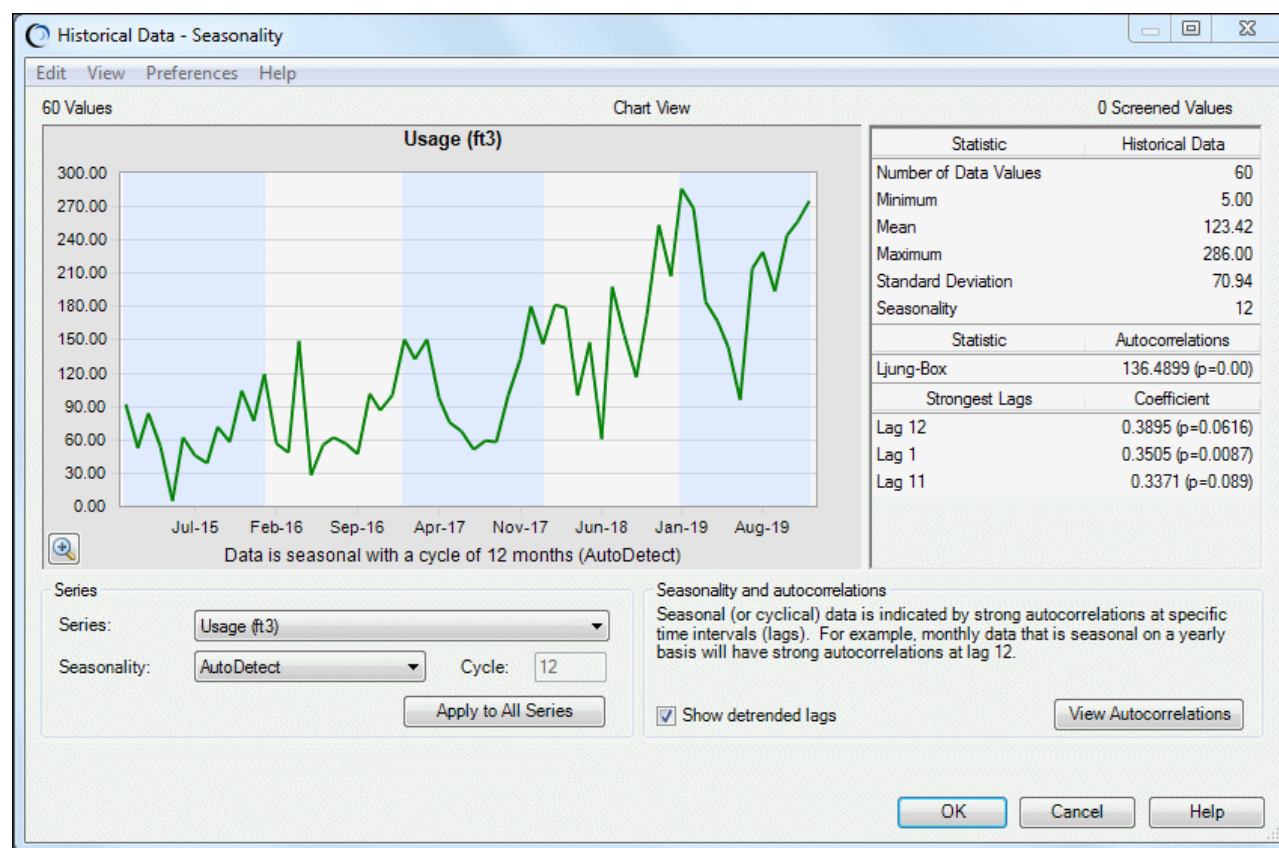 Historical Data - Seasonality
Edit View Preferences Help
60 Values Chart View 0 Screened Values
Usage (ft3)
300.00
270.00
240.00
210.00
180.00
150.00
120.00
90.00
60.00
30.00
0.00
Jul-15 Feb-16 Sep-16 Apr-17 Nov-17 Jun-18 Jan-19 Aug-19
Data is seasonal with a cycle of 12 months (AutoDetect)
Statistic Historical Data
Number of Data Values 60
Minimum 5.00
Mean 123.42
Maximum 286.00
Standard Deviation 70.94
Seasonality 12
Statistic Autocorrelations
Ljung-Box 136.4899 (p=0.00)
Strongest Lags Coefficient
Lag 12 0.3895 (p=0.0616)
Lag 1 0.3505 (p=0.0087)
Lag 11 0.3371 (p=0.089)
Series
Series: Usage (ft3)
Seasonality: AutoDetect Cycle: 12
Apply to All Series
Seasonality and autocorrelations
Seasonal (or cyclical) data is indicated by strong autocorrelations at specific
time intervals (lags). For example, monthly data that is seasonal on a yearly
basis will have strong autocorrelations at lag 12.
Show detrended lags View Autocorrelations
OK Cancel Help